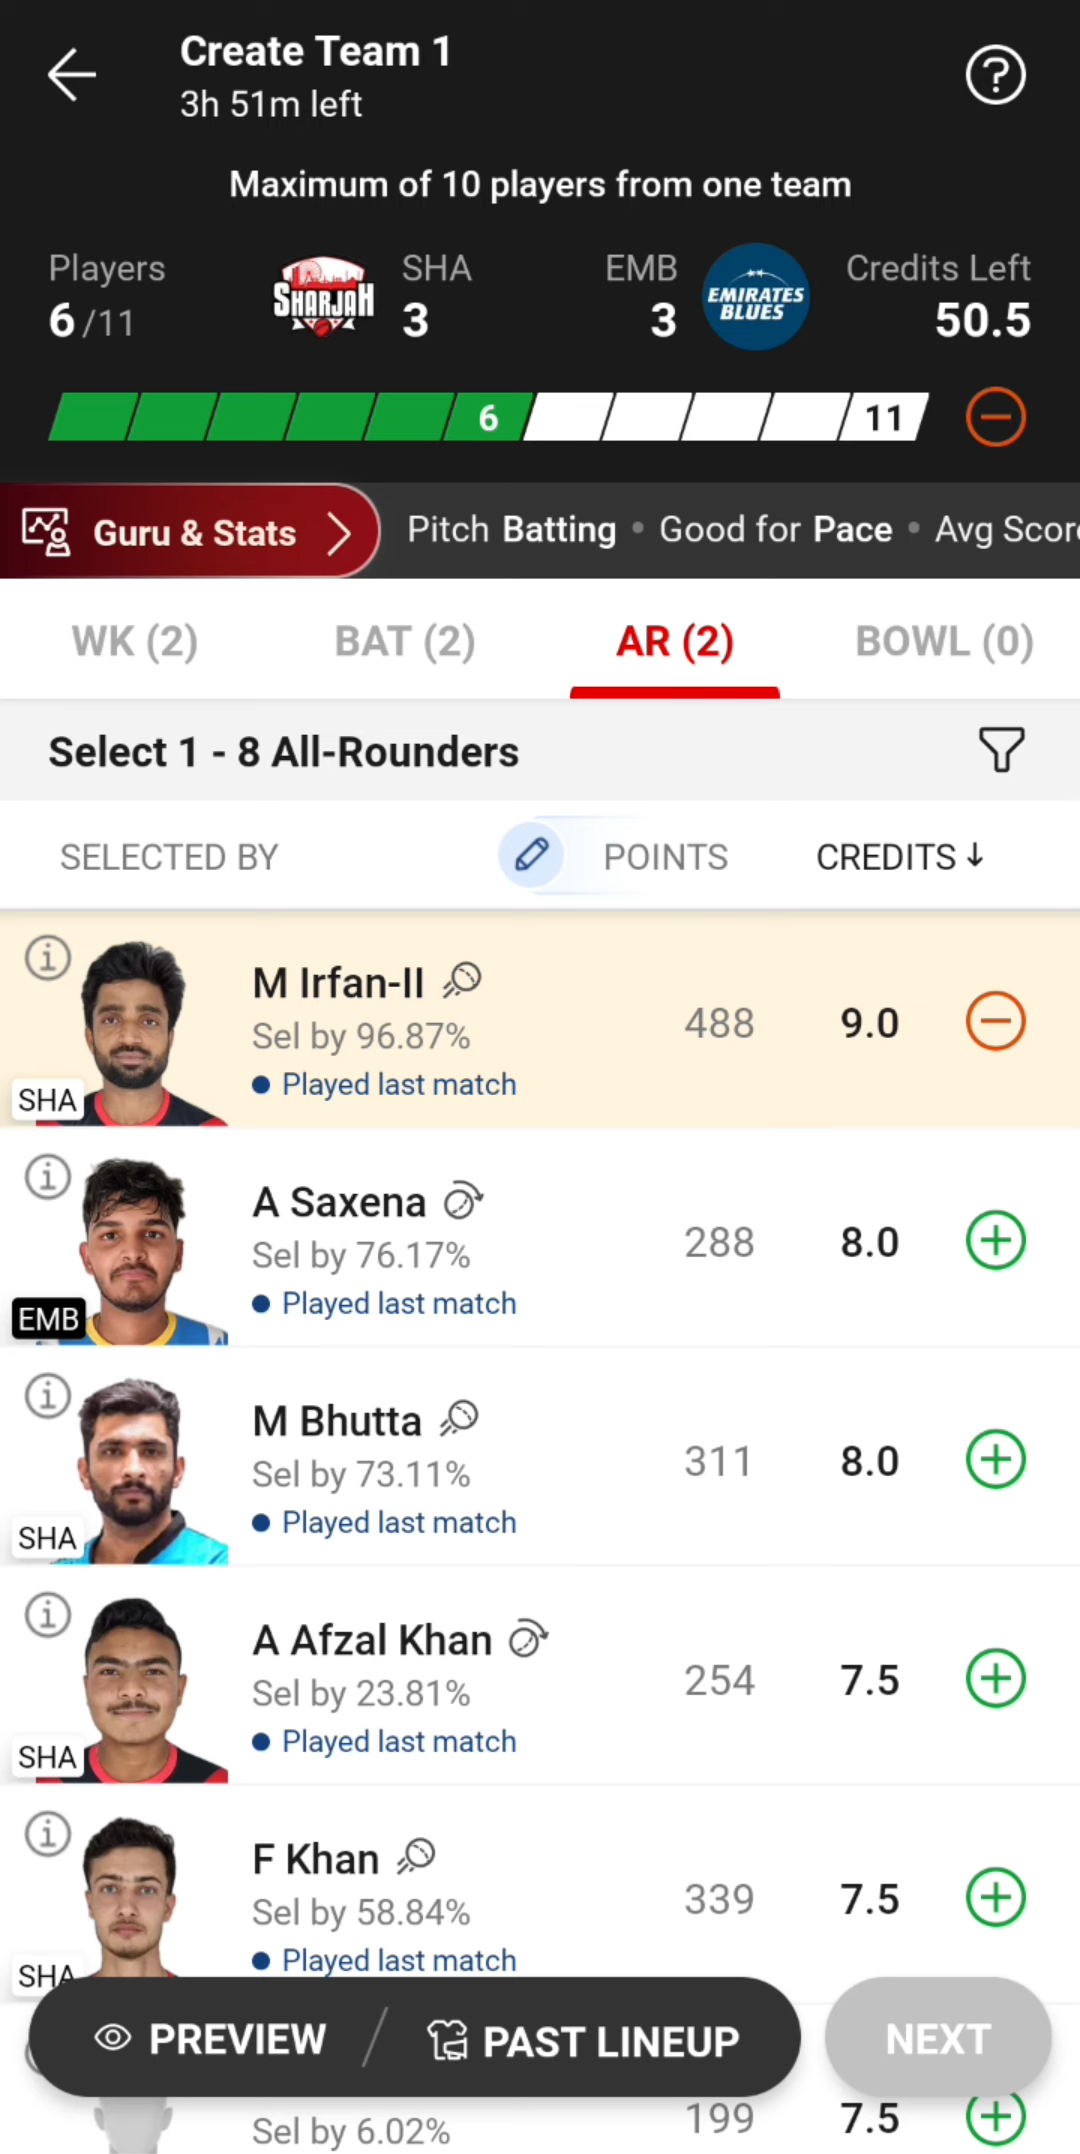 Create Team 1
3h 51m left
Maximum of 10 players from one team
Players
6/11
SHARJAH
SHA
3
EMB
3
EMIRATES
BLUES
Credits Left
50.5
6
11
Guru & Stats
Pitch Batting • Good for Pace • Avg Score
WK (2)
BAT (2)
AR (2)
BOWL (0)
Select 1 - 8 All-Rounders
SELECTED BY
POINTS
CREDITS ↓
M Irfan-II
Sel by 96.87%
Played last match
SHA
488
9.0
A Saxena
Sel by 76.17%
Played last match
EMB
288
8.0
M Bhutta
Sel by 73.11%
Played last match
SHA
311
8.0
A Afzal Khan
Sel by 23.81%
Played last match
SHA
254
7.5
F Khan
Sel by 58.84%
Played last match
SHA
339
7.5
PREVIEW
PAST LINEUP
NEXT
Sel by 6.02%
199
7.5